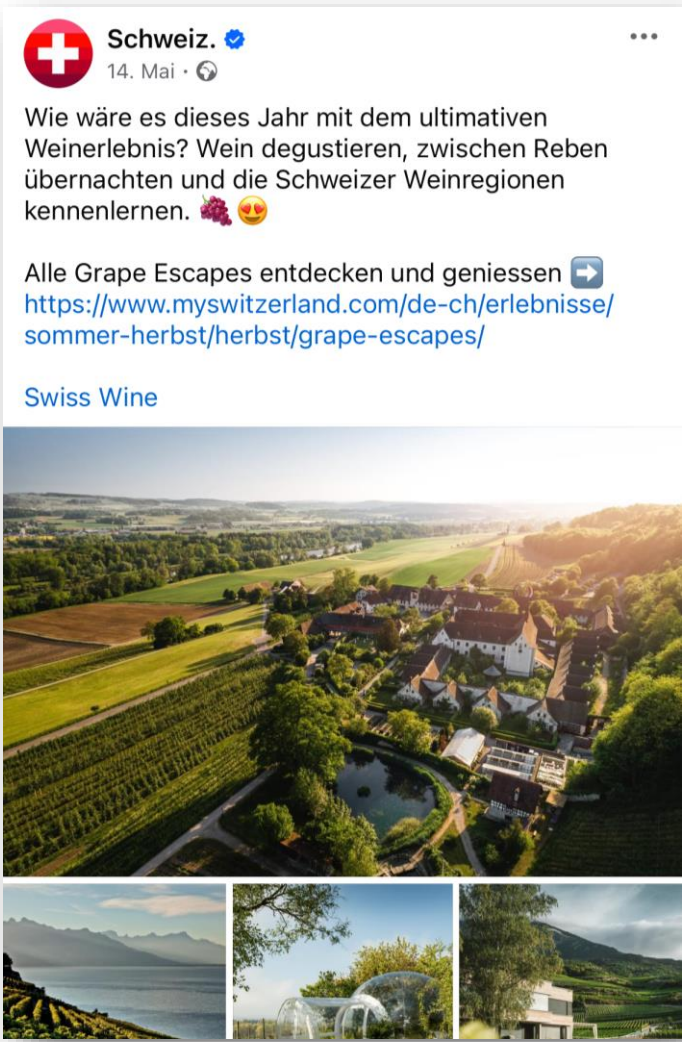 Schweiz.
14. Mai ·
Wie wäre es dieses Jahr mit dem ultimativen
Weinerlebnis? Wein degustieren, zwischen Reben
übernachten und die Schweizer Weinregionen
kennenlernen. 🍇😍
Alle Grape Escapes entdecken und geniessen ➡️
https://www.myswitzerland.com/de-ch/erlebnisse/
sommer-herbst/herbst/grape-escapes/
Swiss Wine